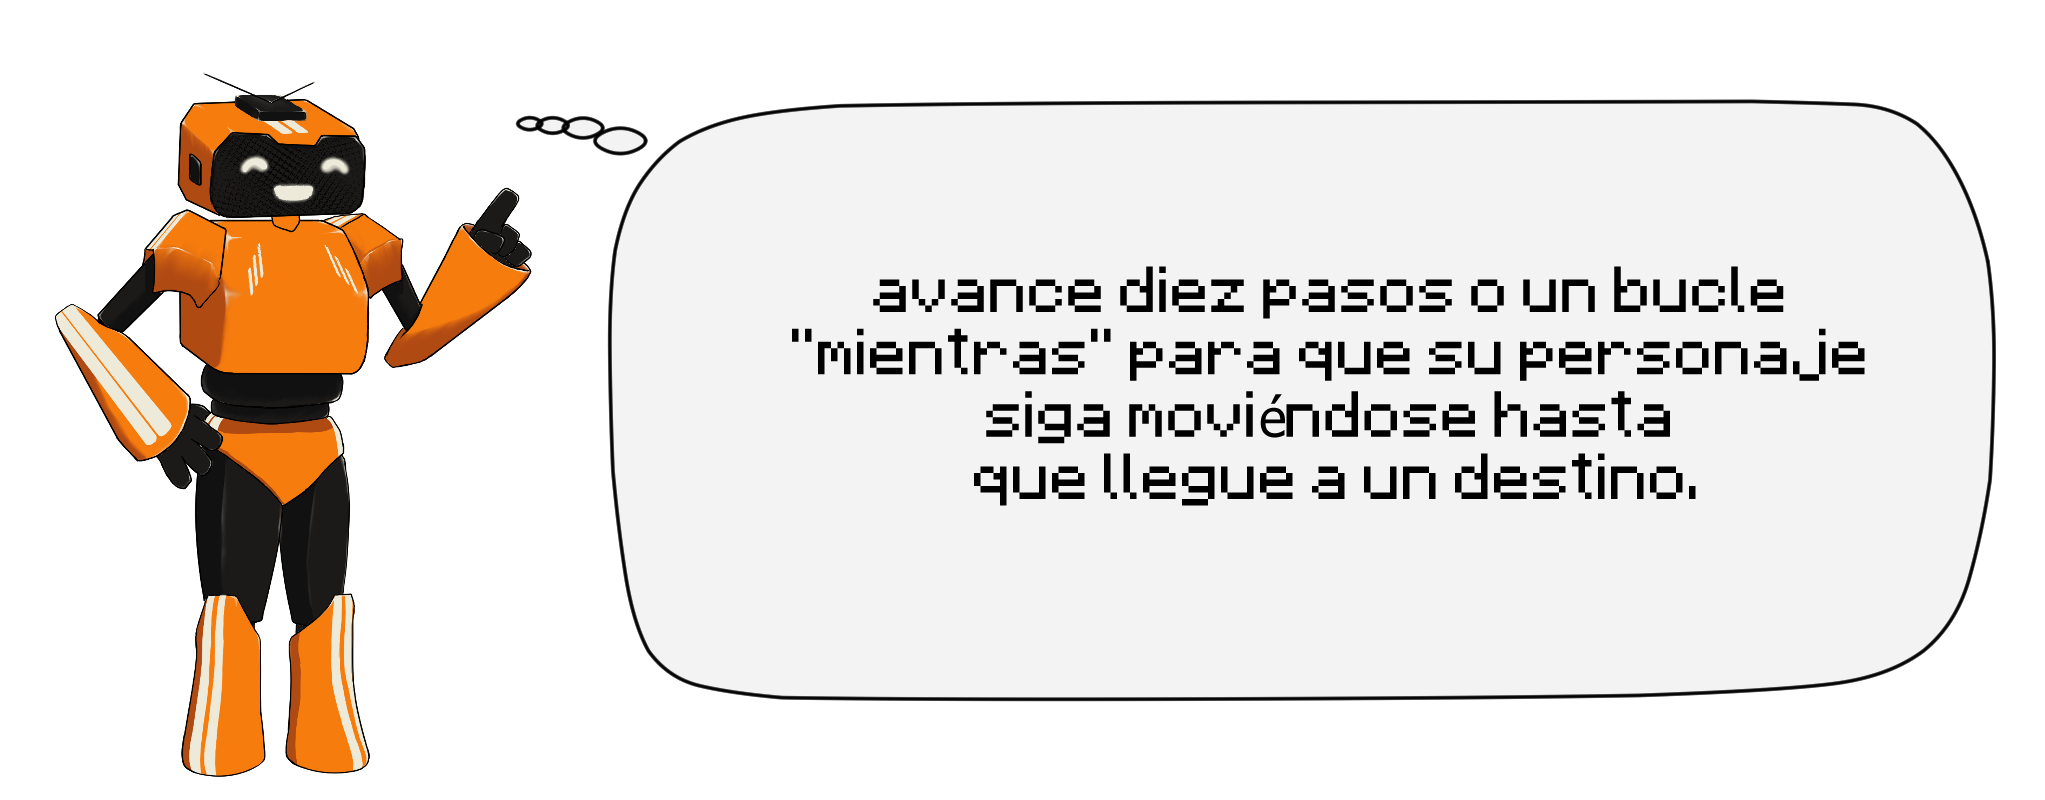 avance diez pasos o un bucle
"mientras" para que su personaje
siga moviéndose hasta
que llegue a un destino.